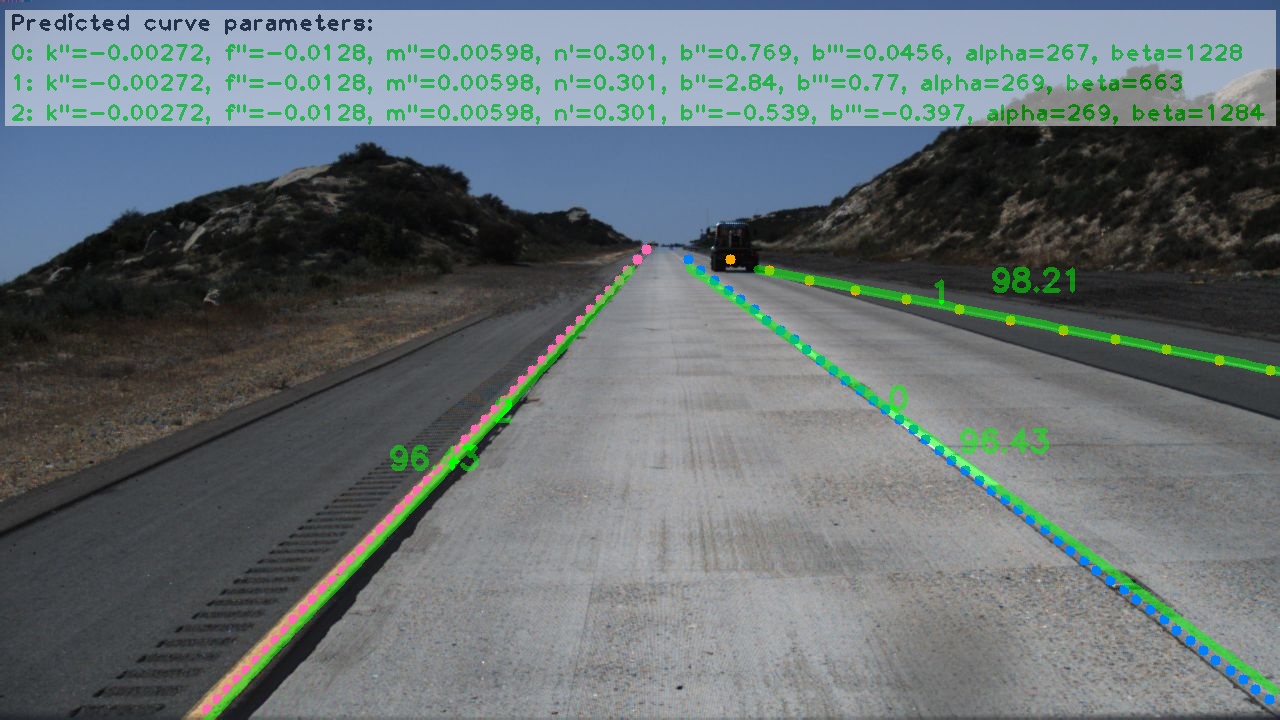 Predicted curve parameters:
0: k''=-0.00272, f''=-0.0128, m''=0.00598, n'=0.301, b''=0.769, b'''=0.0456, alpha=267, beta=1228
1: k''=-0.00272, f''=-0.0128, m''=0.00598, n'=0.301, b''=2.84, b'''=0.77, alpha=269, beta=663
2: k''=-0.00272, f''=-0.0128, m''=0.00598, n'=0.301, b''=-0.539, b'''=-0.397, alpha=269, beta=1284
1 98.21
0
96.43
96.43